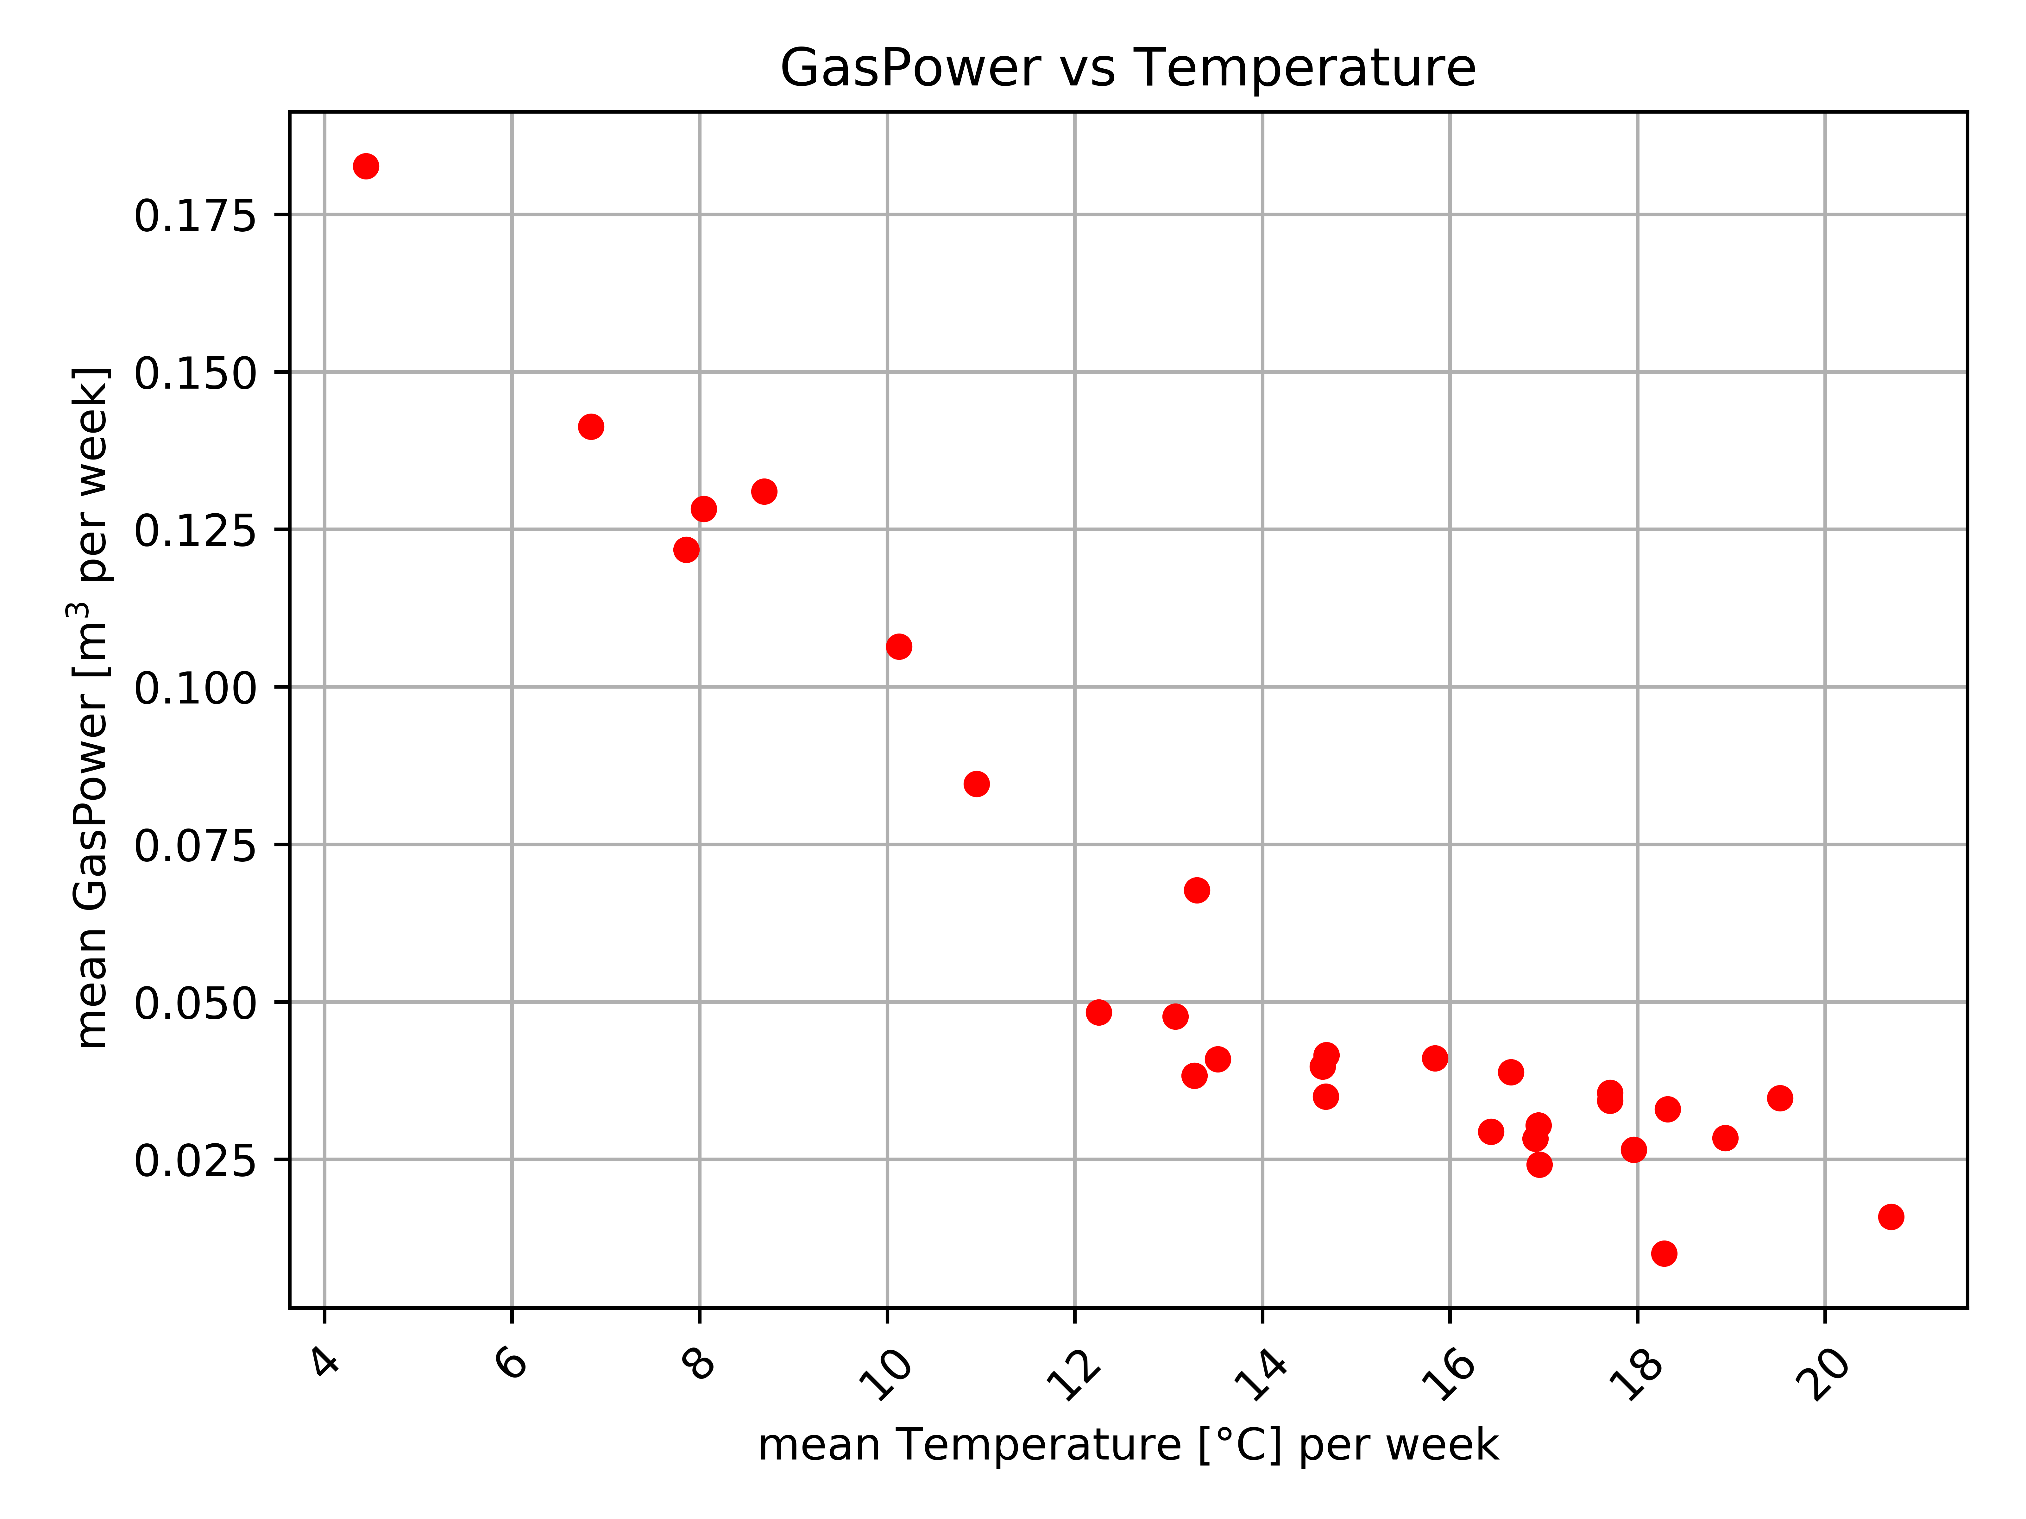 GasPower vs Temperature
mean GasPower [m³ per week]
0.175
0.150
0.125
0.100
0.075
0.050
0.025
4 6 8 10 12 14 16 18 20
mean Temperature [°C] per week